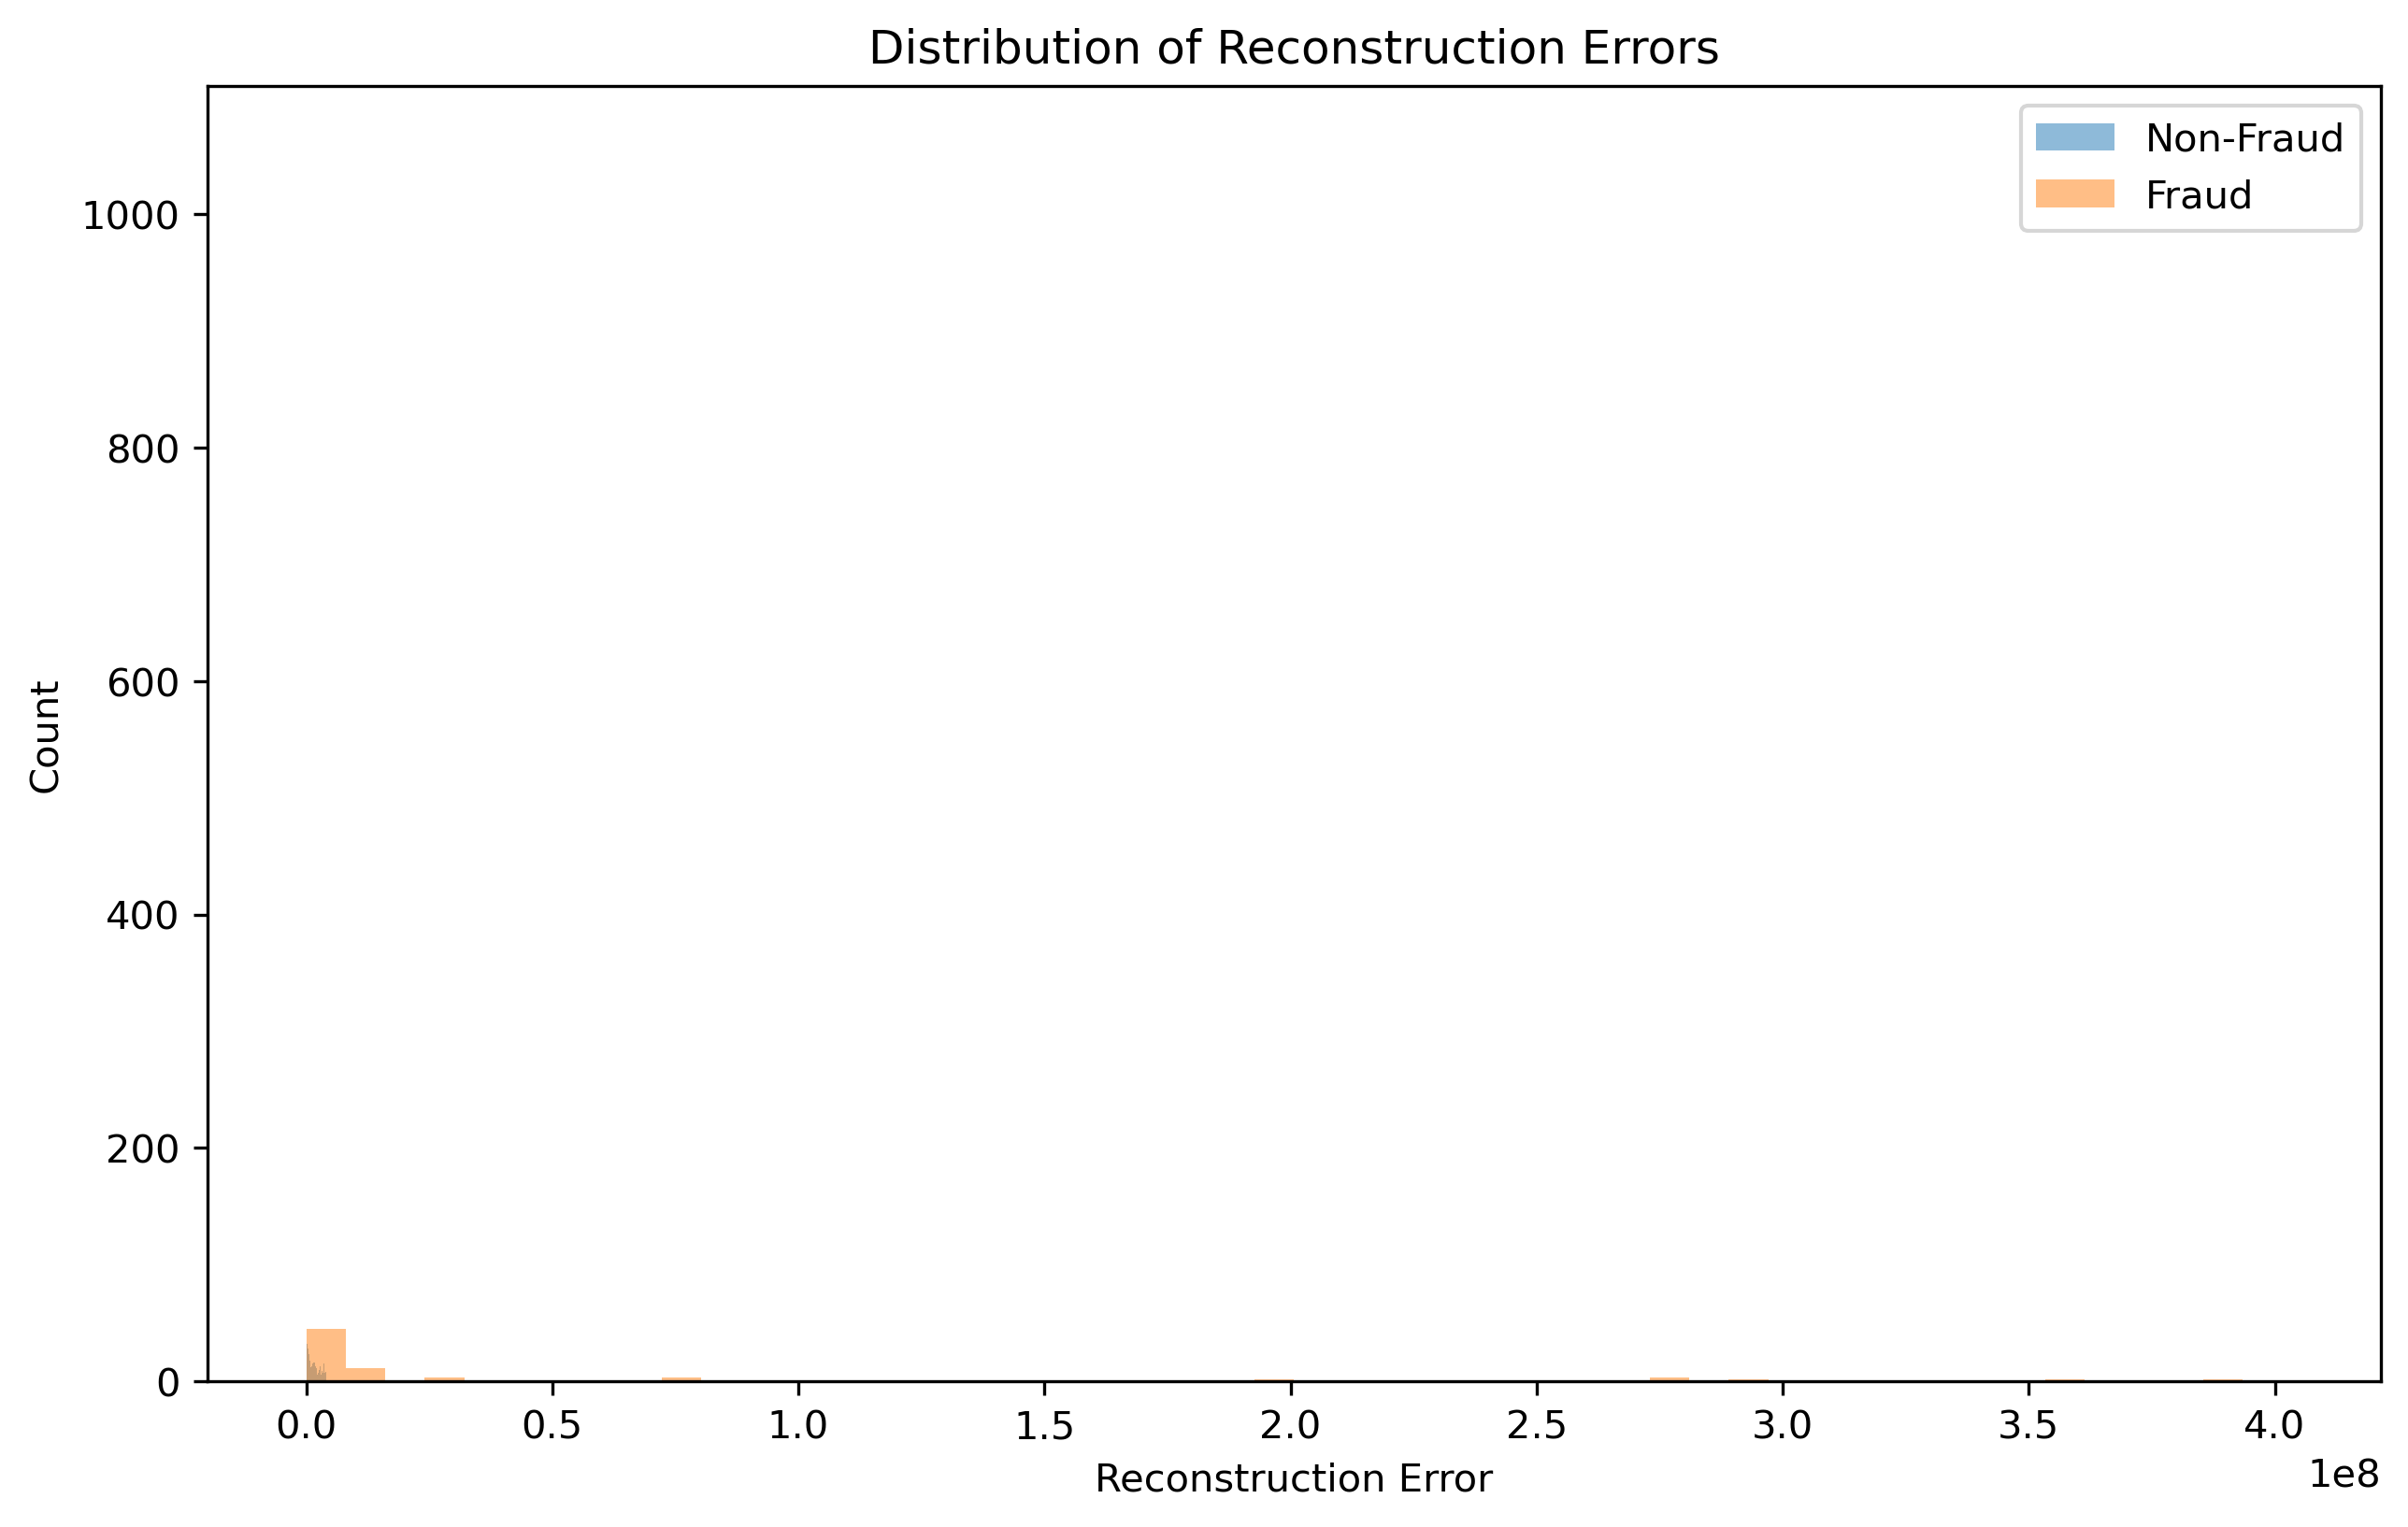 Distribution of Reconstruction Errors
Non-Fraud
Fraud
1000
800
600
400
200
0
Count
0.0 0.5 1.0 1.5 2.0 2.5 3.0 3.5 4.0
1e8
Reconstruction Error